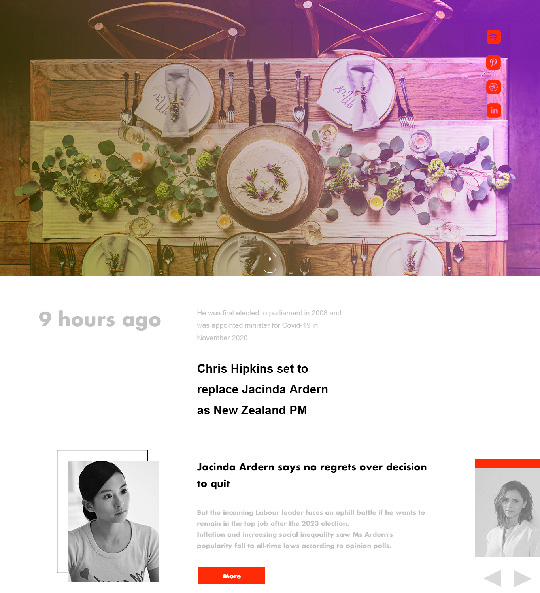 9 hours ago
He was first elected to parliament in 2008 and
was appointed minister for Covid-19 in
November 2020
Chris Hipkins set to
replace Jacinda Ardern
as New Zealand PM
Jacinda Ardern says no regrets over decision
to quit
But the incoming Labour leader faces an uphill battle if he wants to
remain in the top job after the 2023 election.
Inflation and increasing social inequality saw Ms Ardern's
popularity fall to all-time lows according to opinion polls.
More